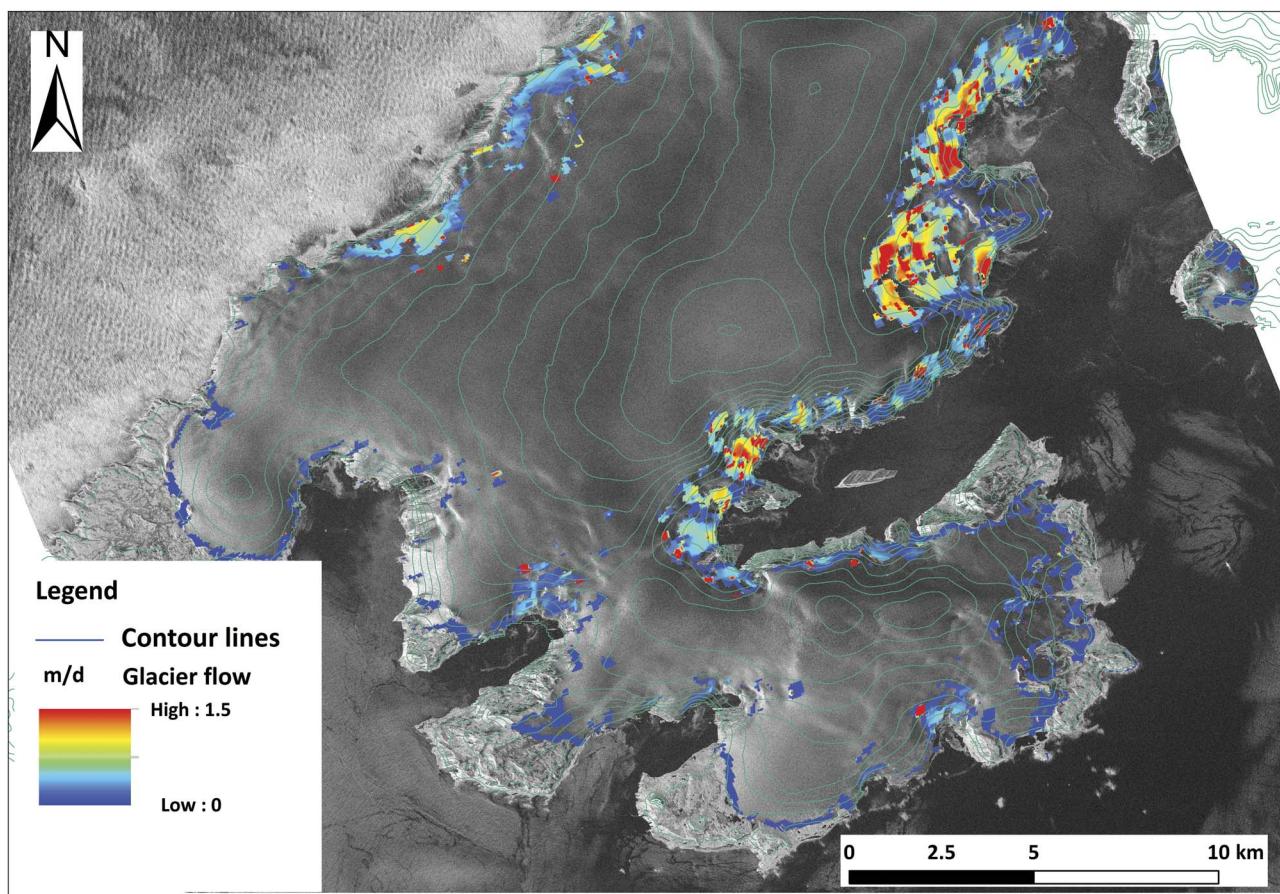 N
Legend
Contour lines
m/d Glacier flow
High : 1.5
Low : 0
0 2.5 5 10 km